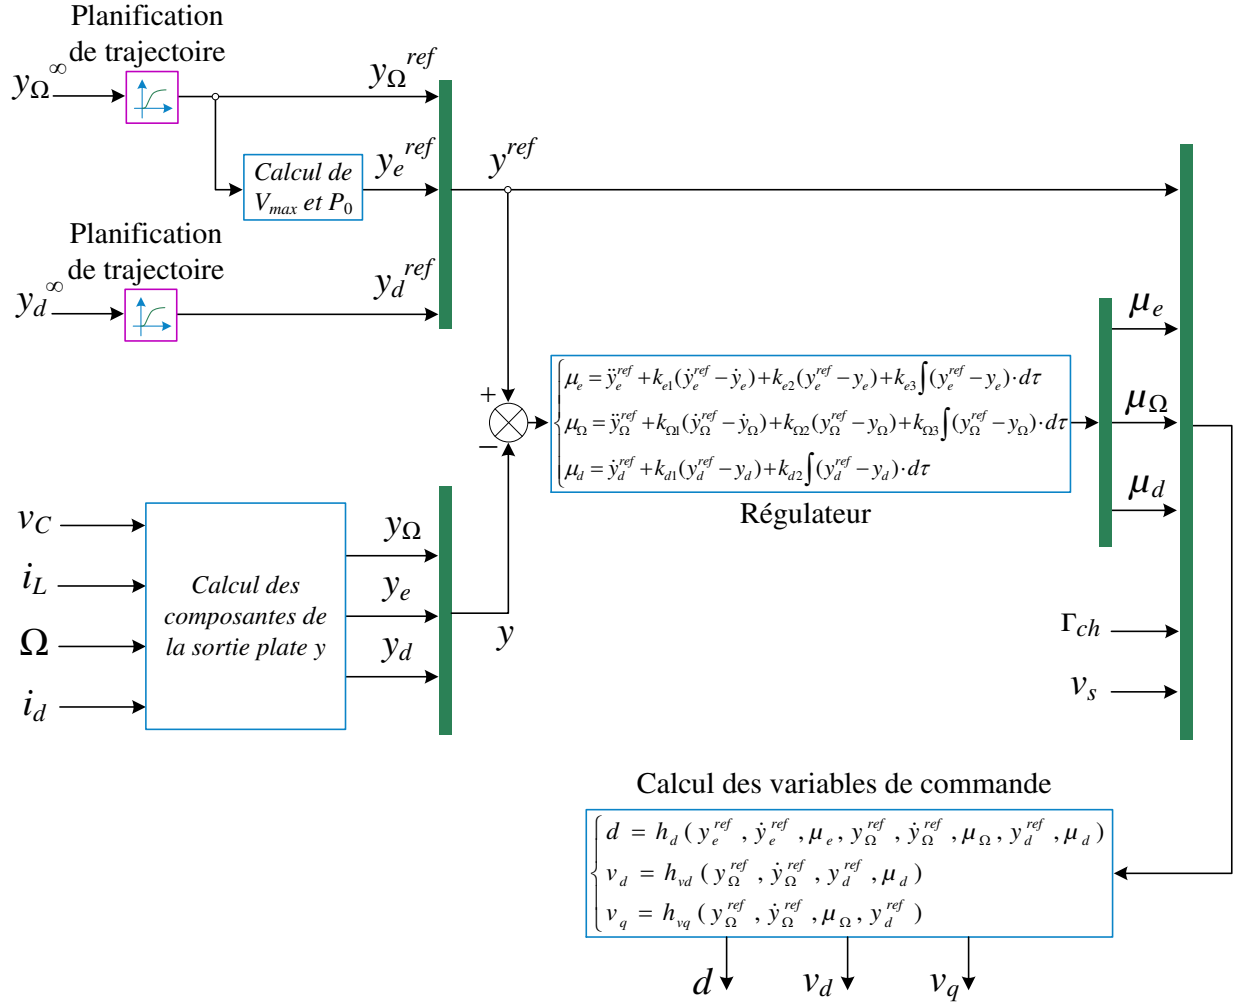 Planification
de trajectoire
y_Ω^∞
y_Ω^ref
Calcul de
V_max et P_0
y_e^ref
y^ref
Planification
de trajectoire
y_d^∞
y_d^ref
μ_e
μ_Ω
μ_d
+
−
μ_e = ÿ_e^ref + k_e1(ẏ_e^ref − ẏ_e) + k_e2(y_e^ref − y_e) + k_e3∫(y_e^ref − y_e)·dτ
μ_Ω = ÿ_Ω^ref + k_Ω1(ẏ_Ω^ref − ẏ_Ω) + k_Ω2(y_Ω^ref − y_Ω) + k_Ω3∫(y_Ω^ref − y_Ω)·dτ
μ_d = ẏ_d^ref + k_d1(y_d^ref − y_d) + k_d2∫(y_d^ref − y_d)·dτ
Régulateur
v_C
i_L
Ω
i_d
Calcul des
composantes de
la sortie plate y
y_Ω
y_e
y_d
y
Γ_ch
v_s
Calcul des variables de commande
d = h_d(y_e^ref, ẏ_e^ref, μ_e, y_Ω^ref, ẏ_Ω^ref, μ_Ω, y_d^ref, μ_d)
v_d = h_vd(y_Ω^ref, ẏ_Ω^ref, y_d^ref, μ_d)
v_q = h_vq(y_Ω^ref, ẏ_Ω^ref, μ_Ω, y_d^ref)
d
v_d
v_q